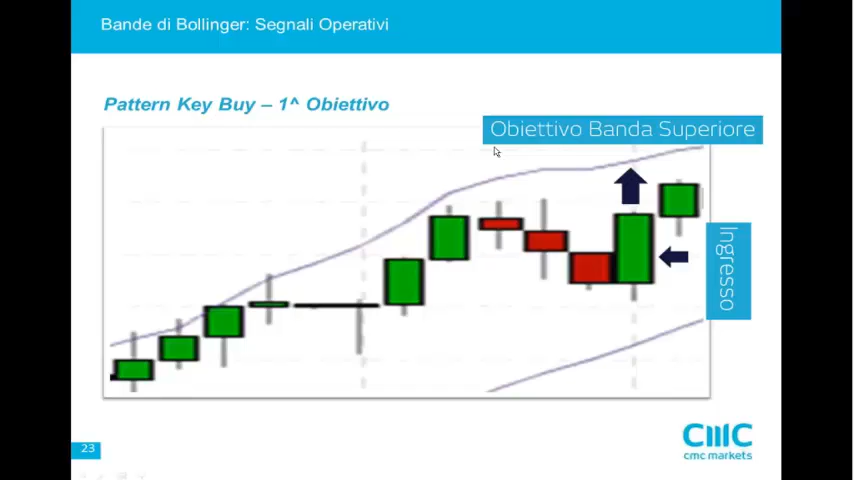 Bande di Bollinger: Segnali Operativi
Pattern Key Buy – 1^ Obiettivo
Obiettivo Banda Superiore
Ingresso
23
CMC
cmc markets